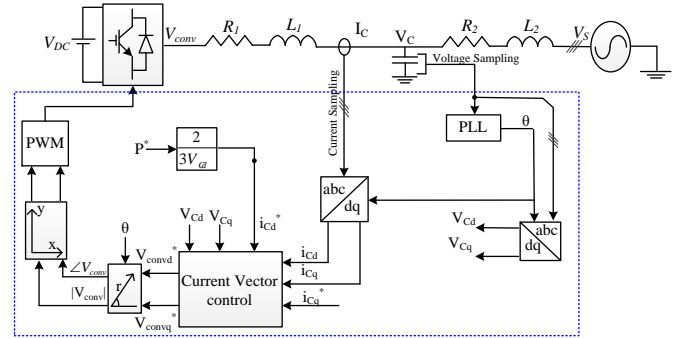 V_DC
V_conv
R_1
L_1
I_C
V_C
R_2
L_2
V_S
Voltage Sampling
Current Sampling
PWM
P*
2
3V_Cd
PLL
θ
abc
dq
y
x
V_Cd
V_Cq
i_Cd*
θ
V_Cd
V_Cq
abc
dq
∠V_conv
|V_conv|
r
V_convd*
V_convq*
Current Vector
control
i_Cd
i_Cq
i_Cq*